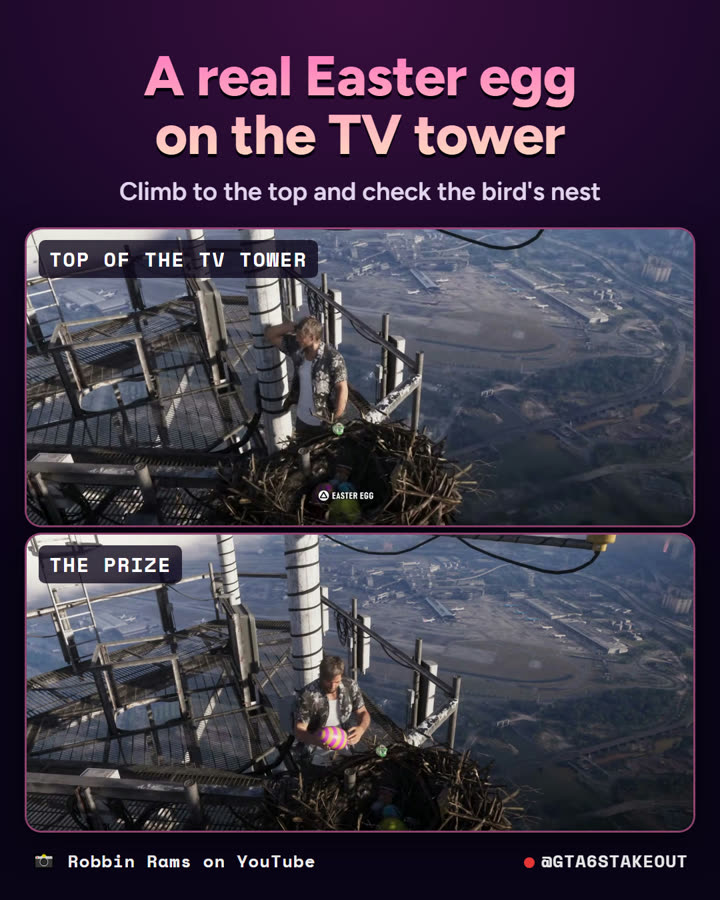 A real Easter egg
on the TV tower
Climb to the top and check the bird's nest
TOP OF THE TV TOWER
EASTER EGG
THE PRIZE
Robbin Rams on YouTube
@GTA6STAKEOUT